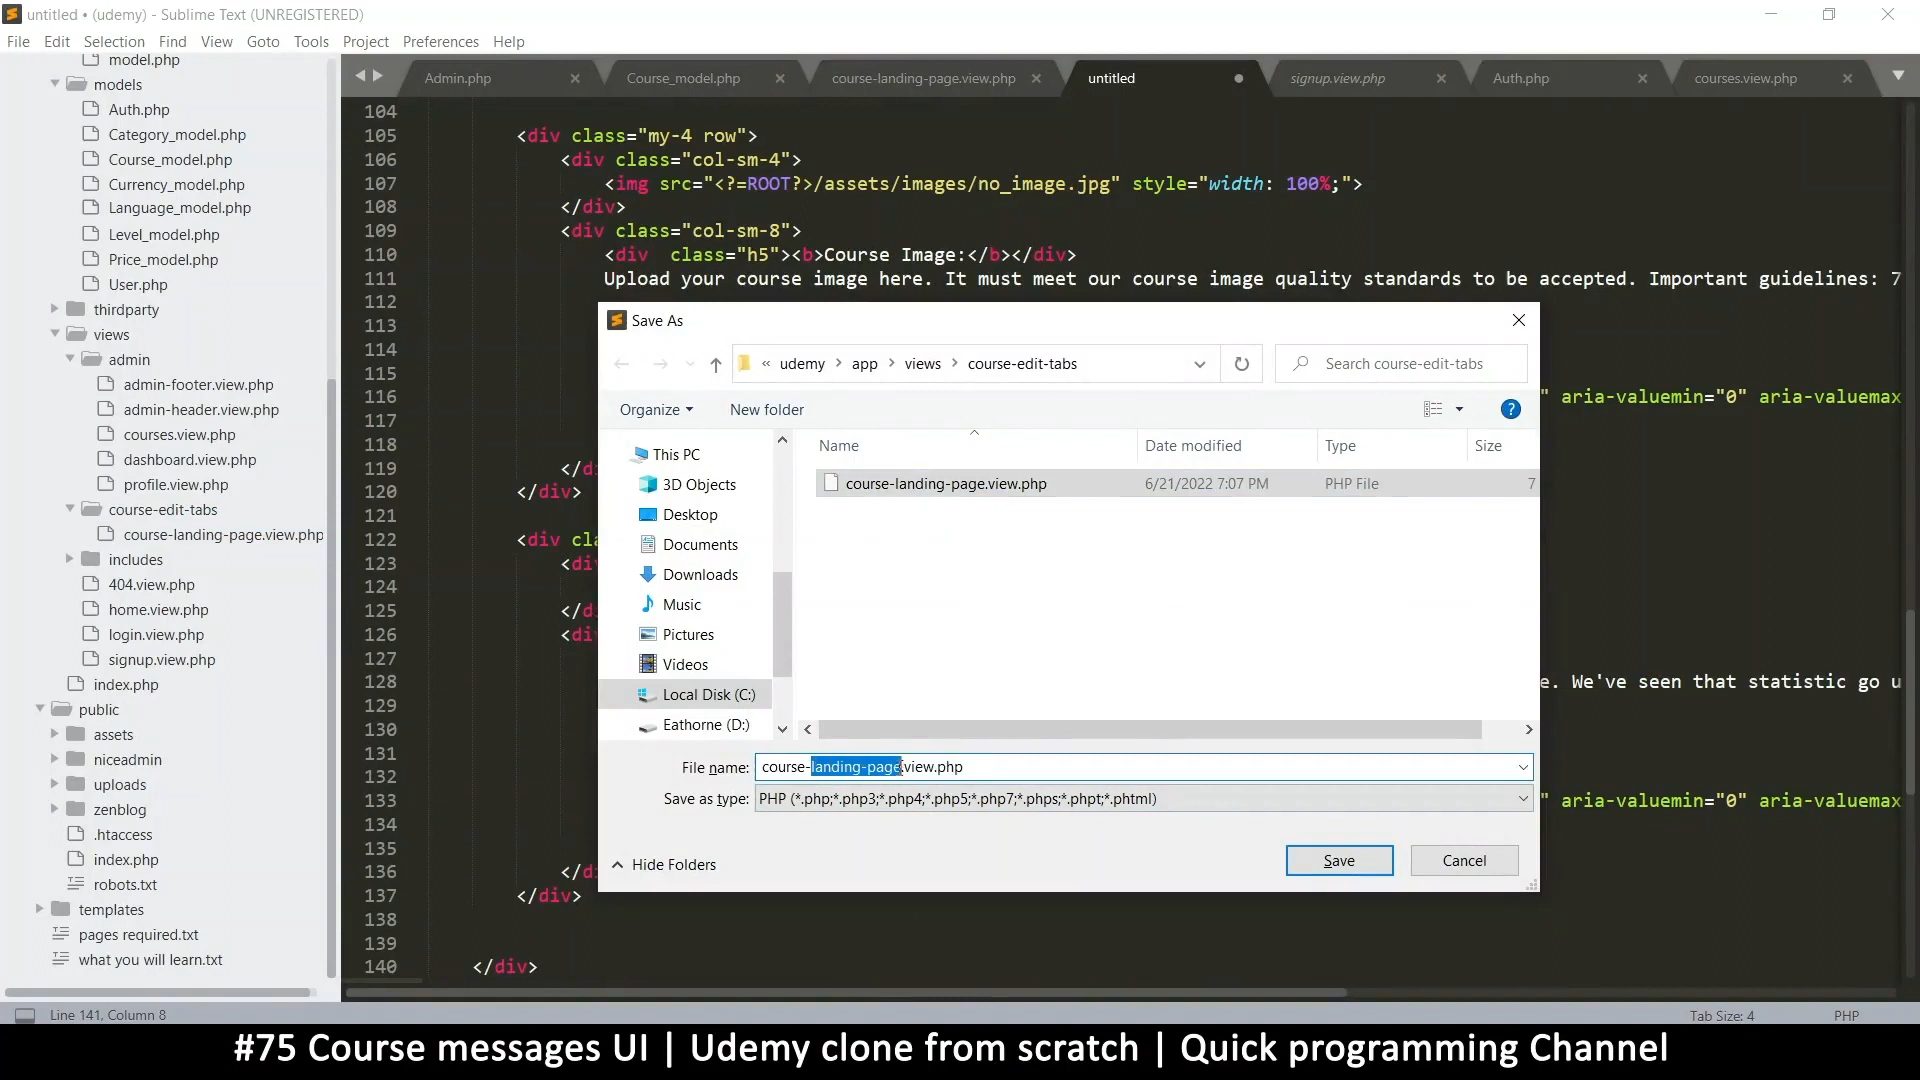 untitled • (udemy) - Sublime Text (UNREGISTERED)
File Edit Selection Find View Goto Tools Project Preferences Help
model.php
models
Auth.php
Category_model.php
Course_model.php
Currency_model.php
Language_model.php
Level_model.php
Price_model.php
User.php
thirdparty
views
admin
admin-footer.view.php
admin-header.view.php
courses.view.php
dashboard.view.php
profile.view.php
course-edit-tabs
course-landing-page.view.php
includes
404.view.php
home.view.php
login.view.php
signup.view.php
index.php
public
assets
niceadmin
uploads
zenblog
.htaccess
index.php
robots.txt
templates
pages required.txt
what you will learn.txt
Admin.php Course_model.php course-landing-page.view.php untitled signup.view.php Auth.php courses.view.php
104
105 <div class="my-4 row">
106 <div class="col-sm-4">
107 <img src="<?=ROOT?>/assets/images/no_image.jpg" style="width: 100%;">
108 </div>
109 <div class="col-sm-8">
110 <div  class="h5"><b>Course Image:</b></div>
111 Upload your course image here. It must meet our course image quality standards to be accepted. Important guidelines: 7
112
113
114
115
116 " aria-valuemin="0" aria-valuemax
117
118
119 </di
120 </div>
121
122 <div cla
123 <div
124
125 </di
126 <div
127
128 e. We've seen that statistic go u
129
130
131
132
133 " aria-valuemin="0" aria-valuemax
134
135
136 </di
137 </div>
138
139
140 </div>
Save As
« udemy › app › views › course-edit-tabs
Search course-edit-tabs
Organize New folder
Name Date modified Type Size
course-landing-page.view.php 6/21/2022 7:07 PM PHP File 7
This PC
3D Objects
Desktop
Documents
Downloads
Music
Pictures
Videos
Local Disk (C:)
Eathorne (D:)
File name: course-landing-page.view.php
Save as type: PHP (*.php;*.php3;*.php4;*.php5;*.php7;*.phps;*.phpt;*.phtml)
Hide Folders
Save Cancel
Line 141, Column 8
Tab Size: 4 PHP
#75 Course messages UI | Udemy clone from scratch | Quick programming Channel